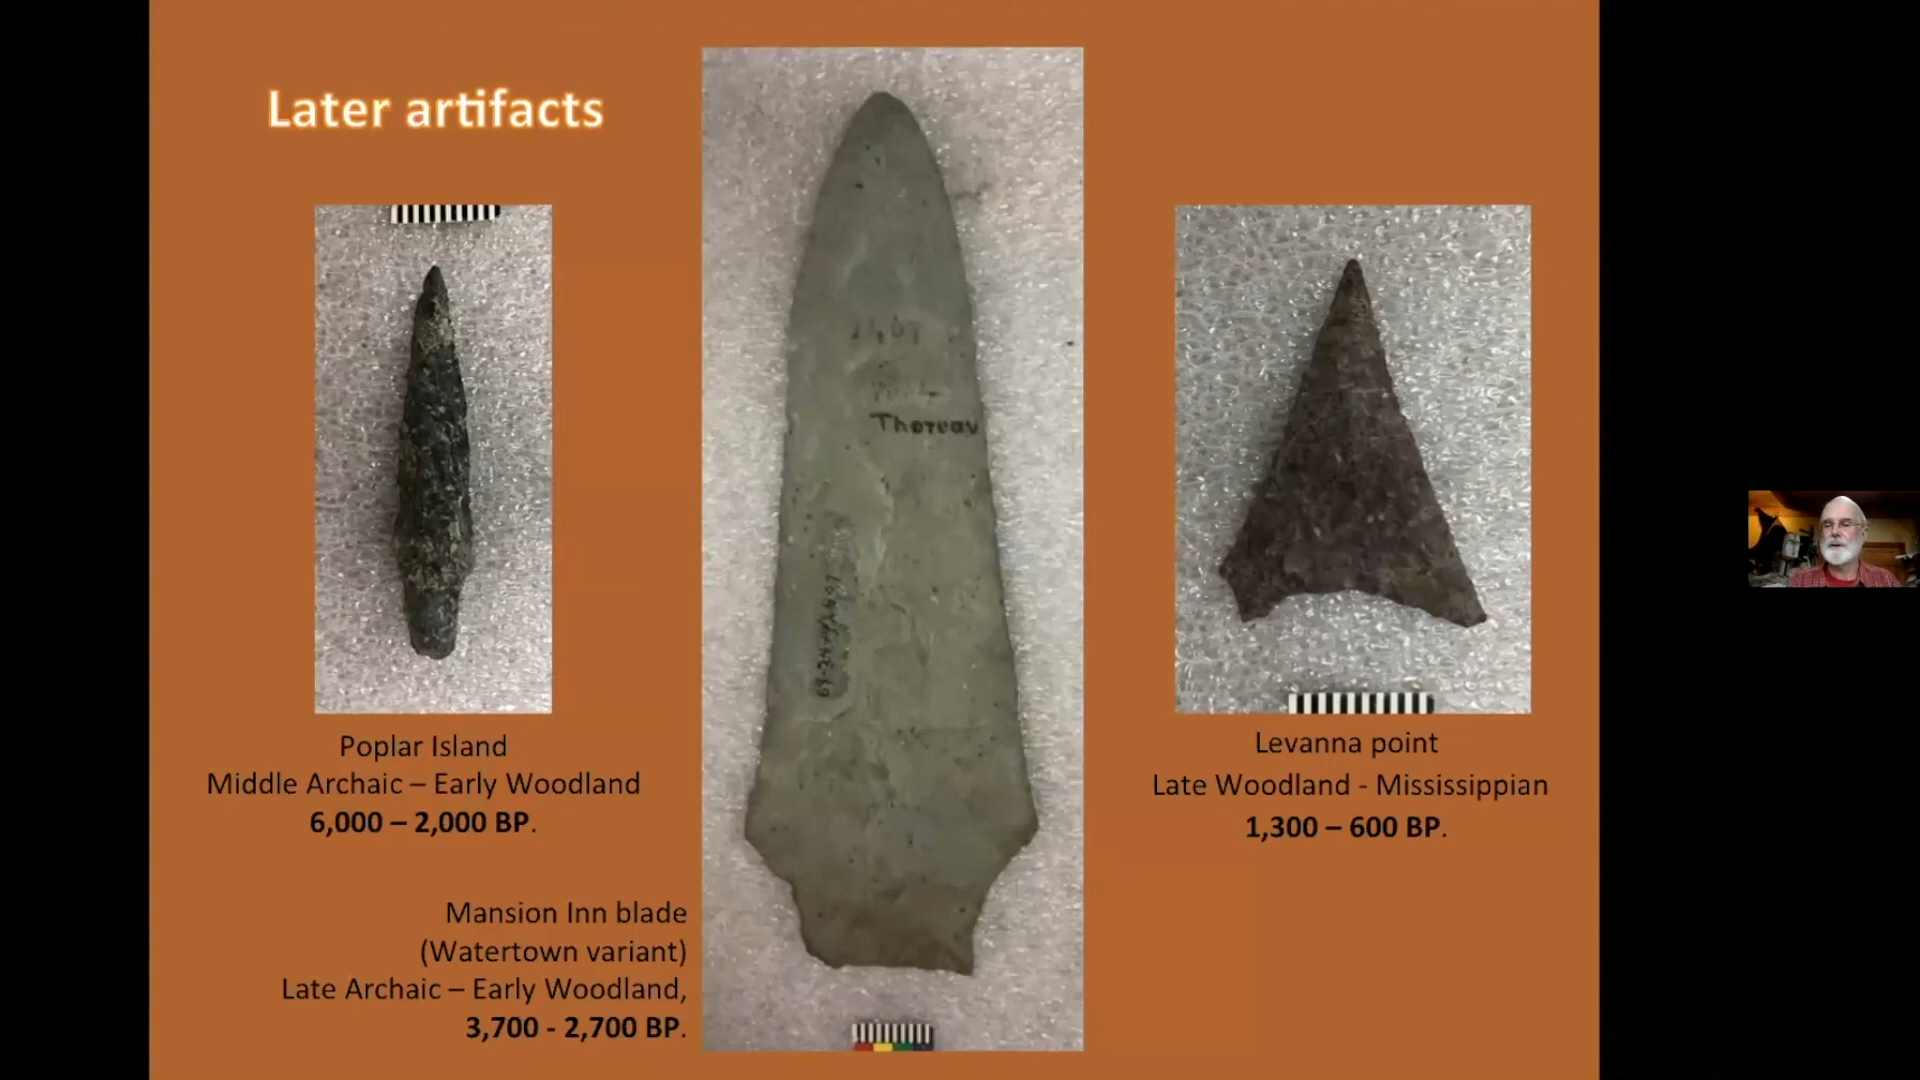 Later artifacts
Thoreau
Poplar Island
Middle Archaic – Early Woodland
6,000 – 2,000 BP.
Mansion Inn blade
(Watertown variant)
Late Archaic – Early Woodland,
3,700 - 2,700 BP.
Levanna point
Late Woodland - Mississippian
1,300 – 600 BP.